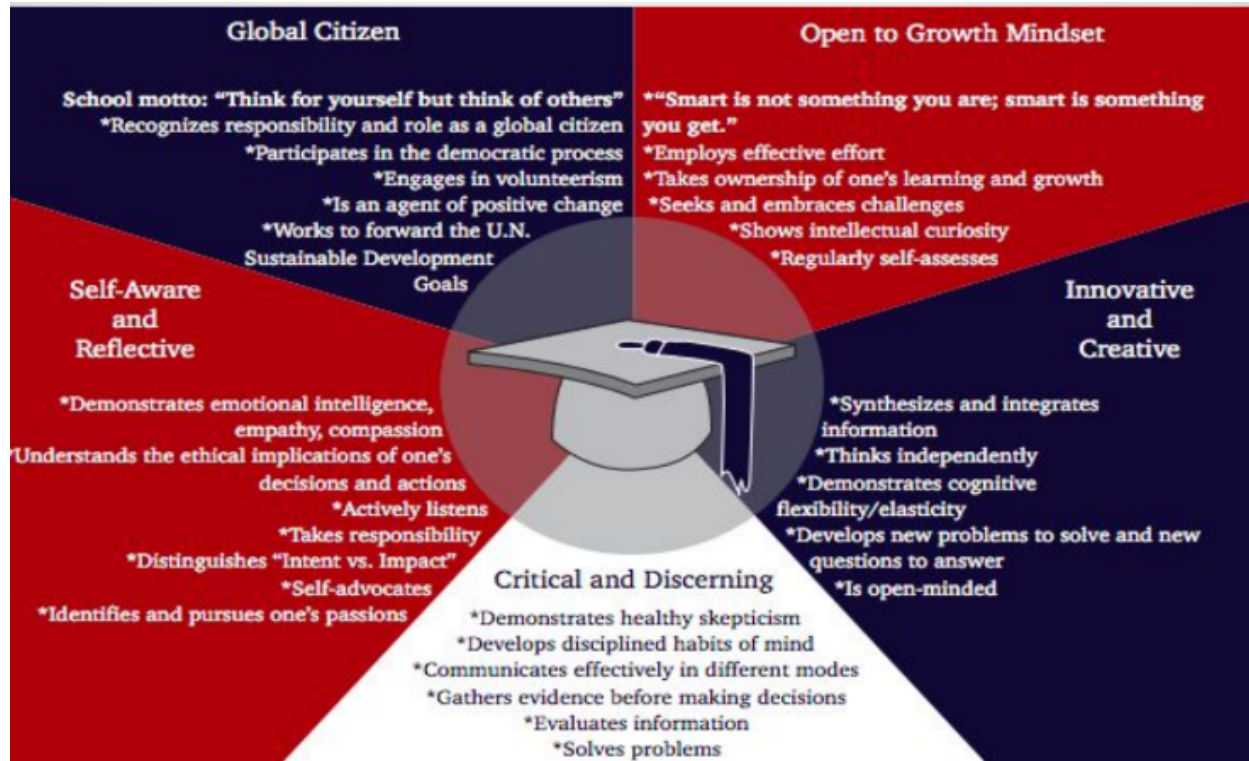 Global Citizen
School motto: “Think for yourself but think of others”
*Recognizes responsibility and role as a global citizen
*Participates in the democratic process
*Engages in volunteerism
*Is an agent of positive change
*Works to forward the U.N.
Sustainable Development
Goals
Open to Growth Mindset
*“Smart is not something you are; smart is something
you get.”
*Employs effective effort
*Takes ownership of one’s learning and growth
*Seeks and embraces challenges
*Shows intellectual curiosity
*Regularly self-assesses
Self-Aware
and
Reflective
*Demonstrates emotional intelligence,
empathy, compassion
*Understands the ethical implications of one’s
decisions and actions
*Actively listens
*Takes responsibility
*Distinguishes “Intent vs. Impact”
*Self-advocates
*Identifies and pursues one’s passions
Innovative
and
Creative
*Synthesizes and integrates
information
*Thinks independently
*Demonstrates cognitive
flexibility/elasticity
*Develops new problems to solve and new
questions to answer
*Is open-minded
Critical and Discerning
*Demonstrates healthy skepticism
*Develops disciplined habits of mind
*Communicates effectively in different modes
*Gathers evidence before making decisions
*Evaluates information
*Solves problems